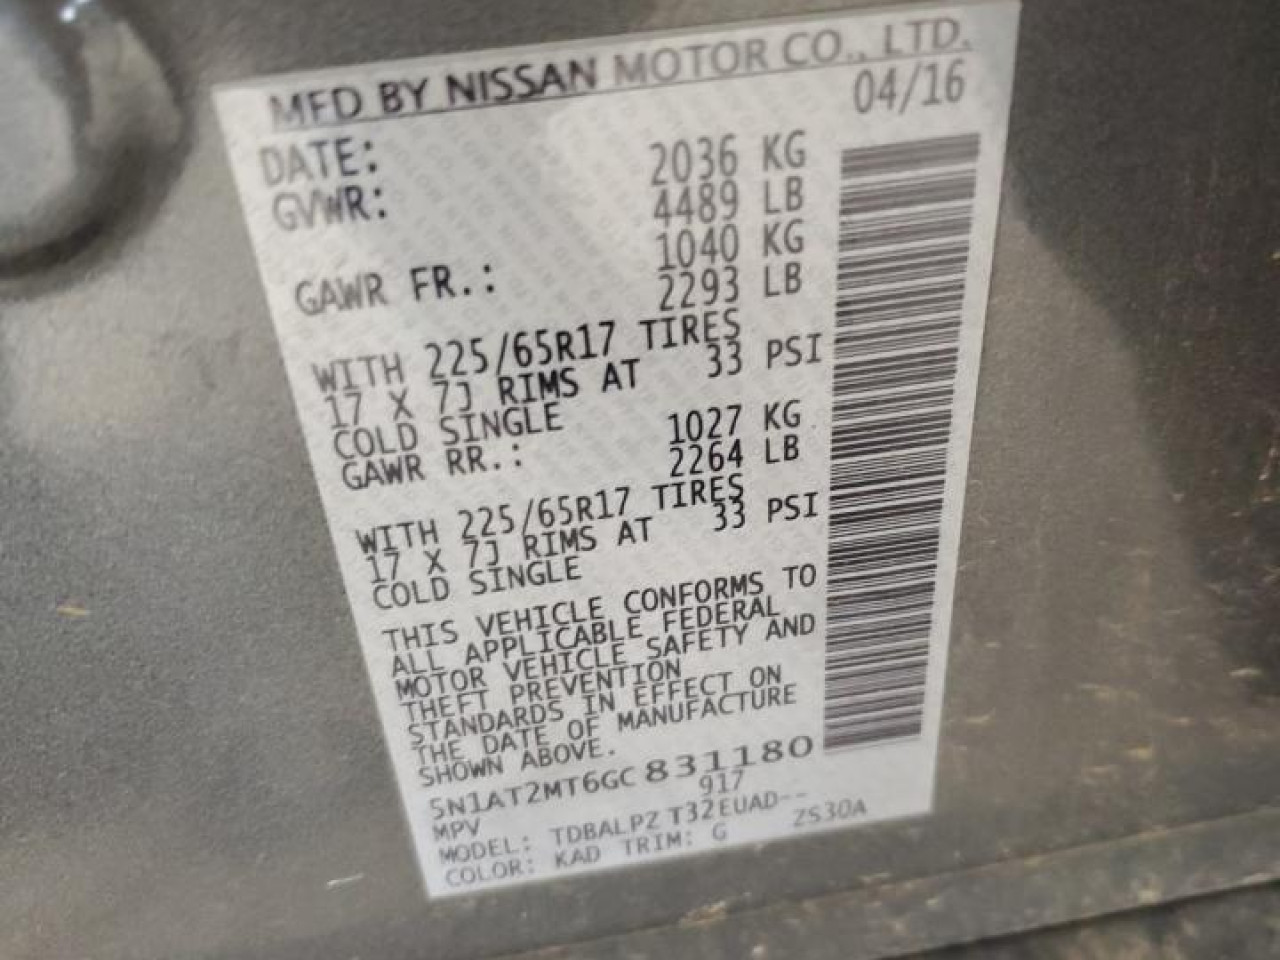 MFD BY NISSAN MOTOR CO., LTD.
DATE: 04/16
GVWR: 2036 KG
4489 LB
GAWR FR.: 1040 KG
2293 LB
WITH 225/65R17 TIRES
17 X 7J RIMS AT 33 PSI
COLD SINGLE
GAWR RR.: 1027 KG
2264 LB
WITH 225/65R17 TIRES
17 X 7J RIMS AT 33 PSI
COLD SINGLE
THIS VEHICLE CONFORMS TO
ALL APPLICABLE FEDERAL
MOTOR VEHICLE SAFETY AND
THEFT PREVENTION
STANDARDS IN EFFECT ON
THE DATE OF MANUFACTURE
SHOWN ABOVE.
5N1AT2MT6GC831180
MPV 917
MODEL: TDBALPZ T32EUAD--
COLOR: KAD TRIM: G ZS30A